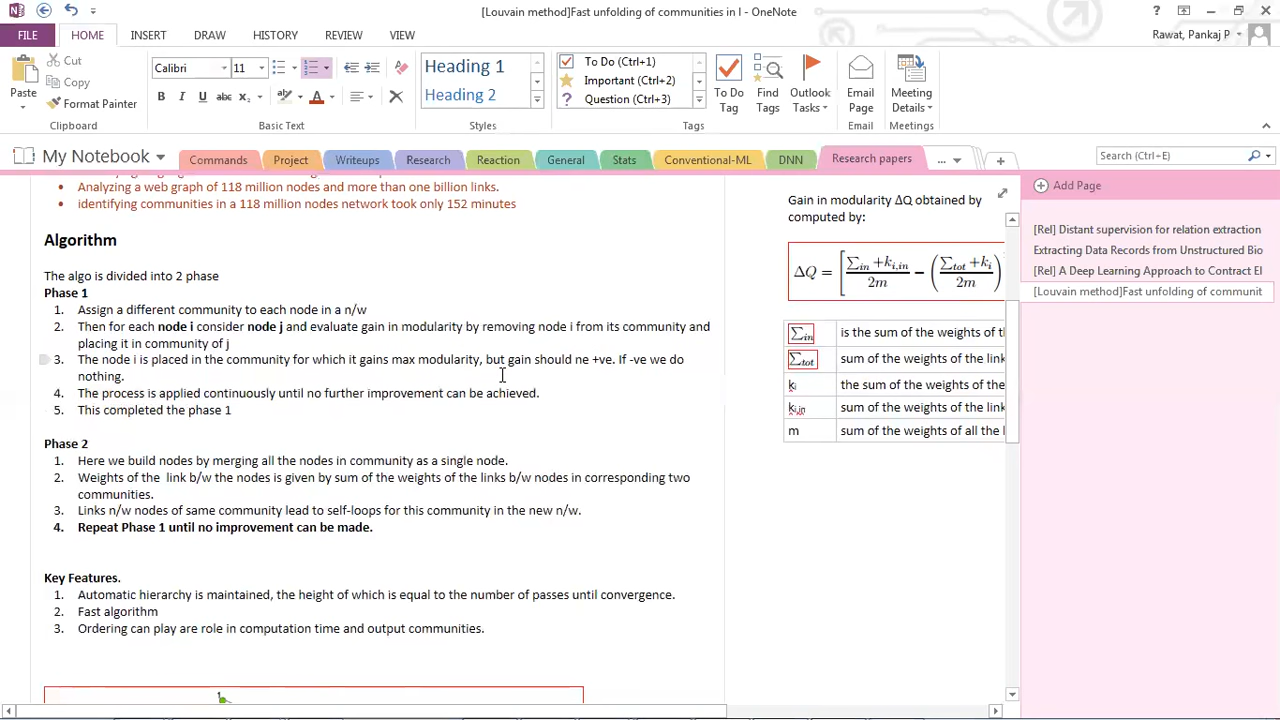 [Louvain method]Fast unfolding of communities in l - OneNote
FILE HOME INSERT DRAW HISTORY REVIEW VIEW
Rawat, Pankaj P
Paste
Cut
Copy
Format Painter
Calibri 11
B I U abc x₂ A
Heading 1
Heading 2
To Do (Ctrl+1)
Important (Ctrl+2)
Question (Ctrl+3)
To Do Tag
Find Tags
Outlook Tasks
Email Page
Meeting Details
Clipboard Basic Text Styles Tags Email Meetings
My Notebook Commands Project Writeups Research Reaction General Stats Conventional-ML DNN Research papers ...
Search (Ctrl+E)
Analyzing a web graph of 118 million nodes and more than one billion links.
identifying communities in a 118 million nodes network took only 152 minutes
Algorithm
The algo is divided into 2 phase
Phase 1
1. Assign a different community to each node in a n/w
2. Then for each node i consider node j and evaluate gain in modularity by removing node i from its community and
placing it in community of j
3. The node i is placed in the community for which it gains max modularity, but gain should ne +ve. If -ve we do
nothing.
4. The process is applied continuously until no further improvement can be achieved.
5. This completed the phase 1
Phase 2
1. Here we build nodes by merging all the nodes in community as a single node.
2. Weights of the link b/w the nodes is given by sum of the weights of the links b/w nodes in corresponding two
communities.
3. Links n/w nodes of same community lead to self-loops for this community in the new n/w.
4. Repeat Phase 1 until no improvement can be made.
Key Features.
1. Automatic hierarchy is maintained, the height of which is equal to the number of passes until convergence.
2. Fast algorithm
3. Ordering can play are role in computation time and output communities.
Gain in modularity ΔQ obtained by
computed by:
ΔQ = [ (∑in + ki,in)/2m − ( (∑tot + ki)/2m )
∑in is the sum of the weights of t
∑tot sum of the weights of the link
ki the sum of the weights of the
ki,in sum of the weights of the link
m sum of the weights of all the l
Add Page
[Rel] Distant supervision for relation extraction
Extracting Data Records from Unstructured Bio
[Rel] A Deep Learning Approach to Contract El
[Louvain method]Fast unfolding of communit